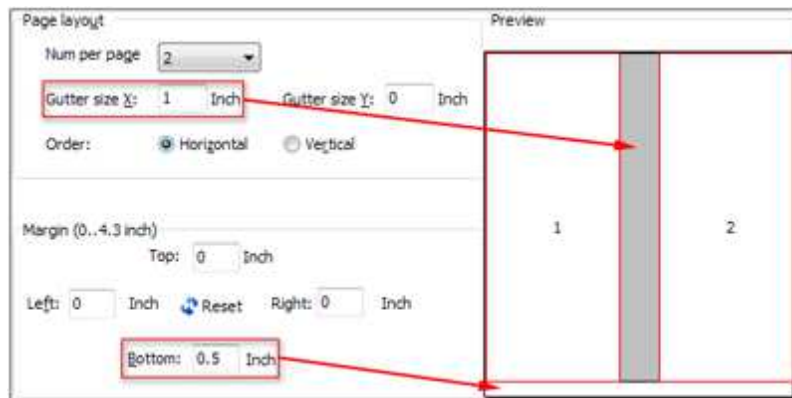 Page layout
Preview
Num per page 2
Gutter size X: 1 Inch Gutter size Y: 0 Inch
Order: Horizontal Vertical
1 2
Margin (0..4.3 inch)
Top: 0 Inch
Left: 0 Inch Reset Right: 0 Inch
Bottom: 0.5 Inch